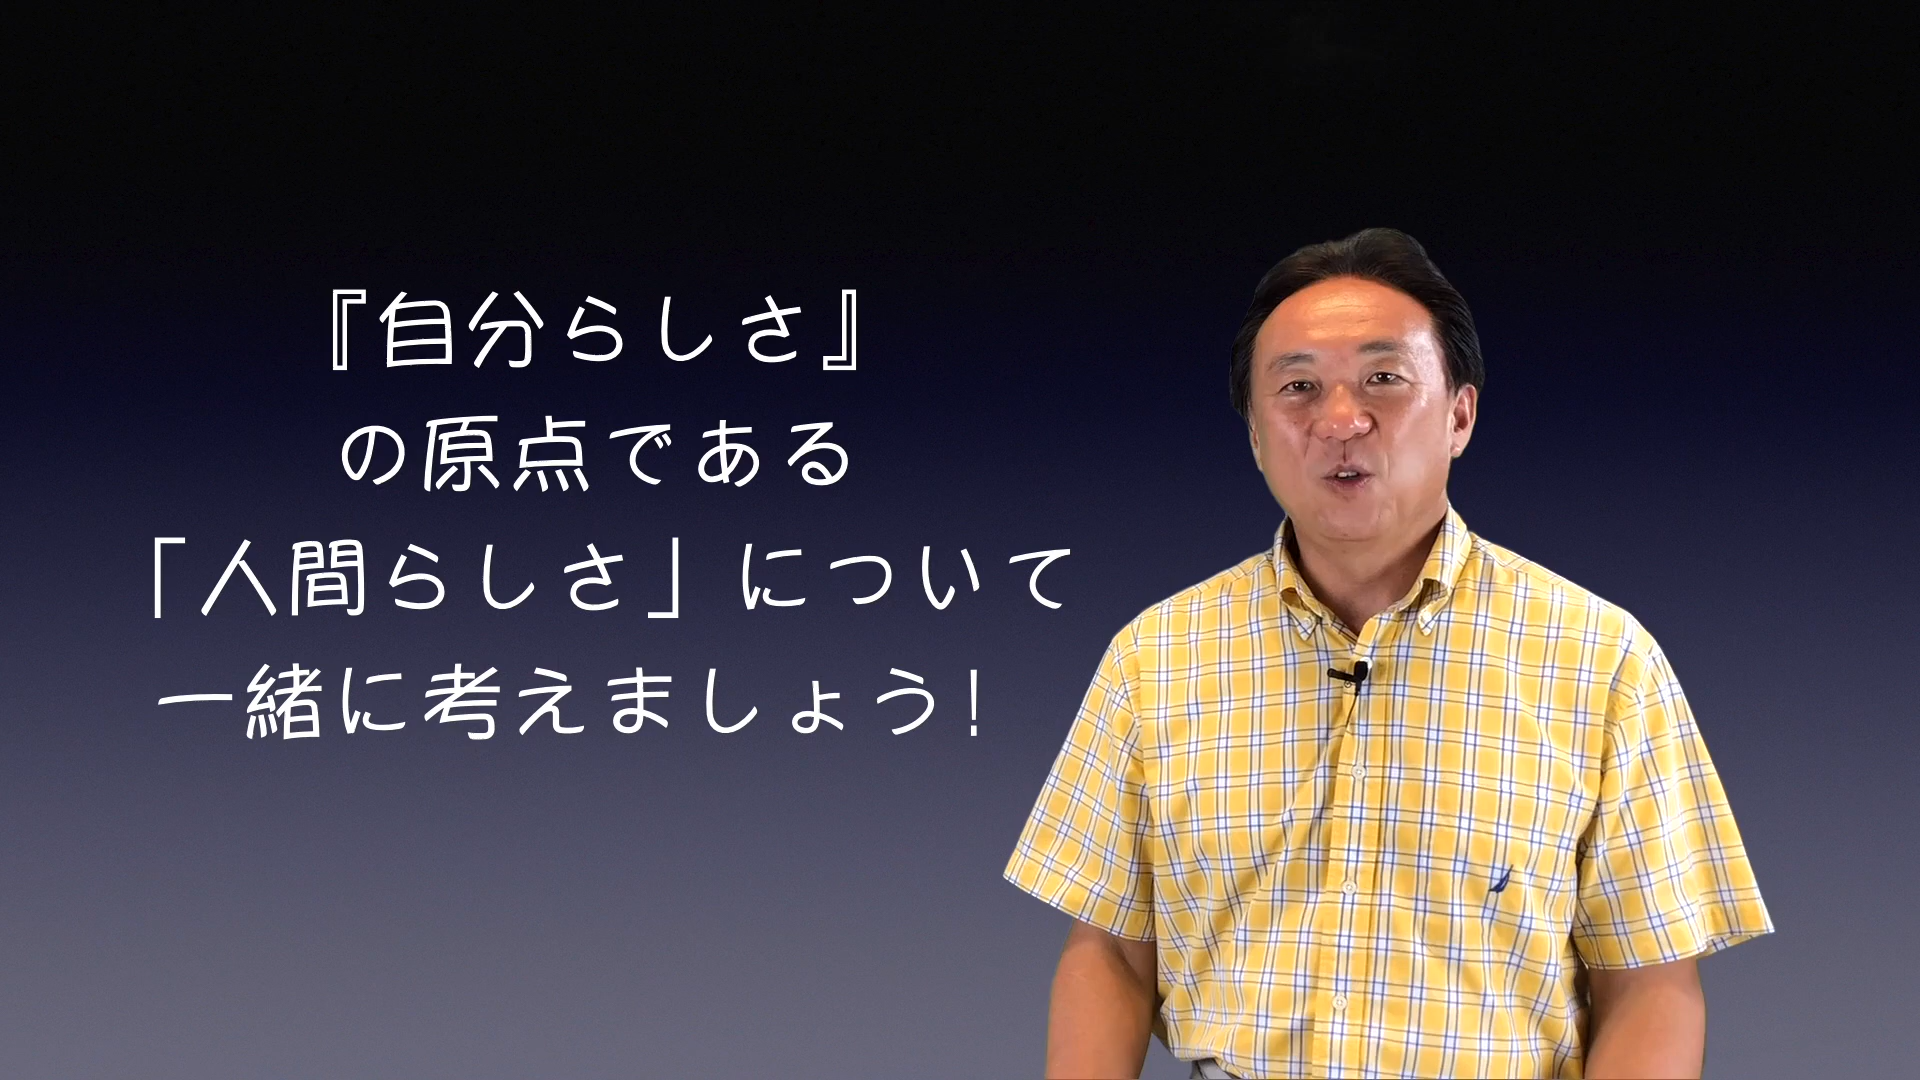 『自分らしさ』
の原点である
「人間らしさ」について
一緒に考えましょう!